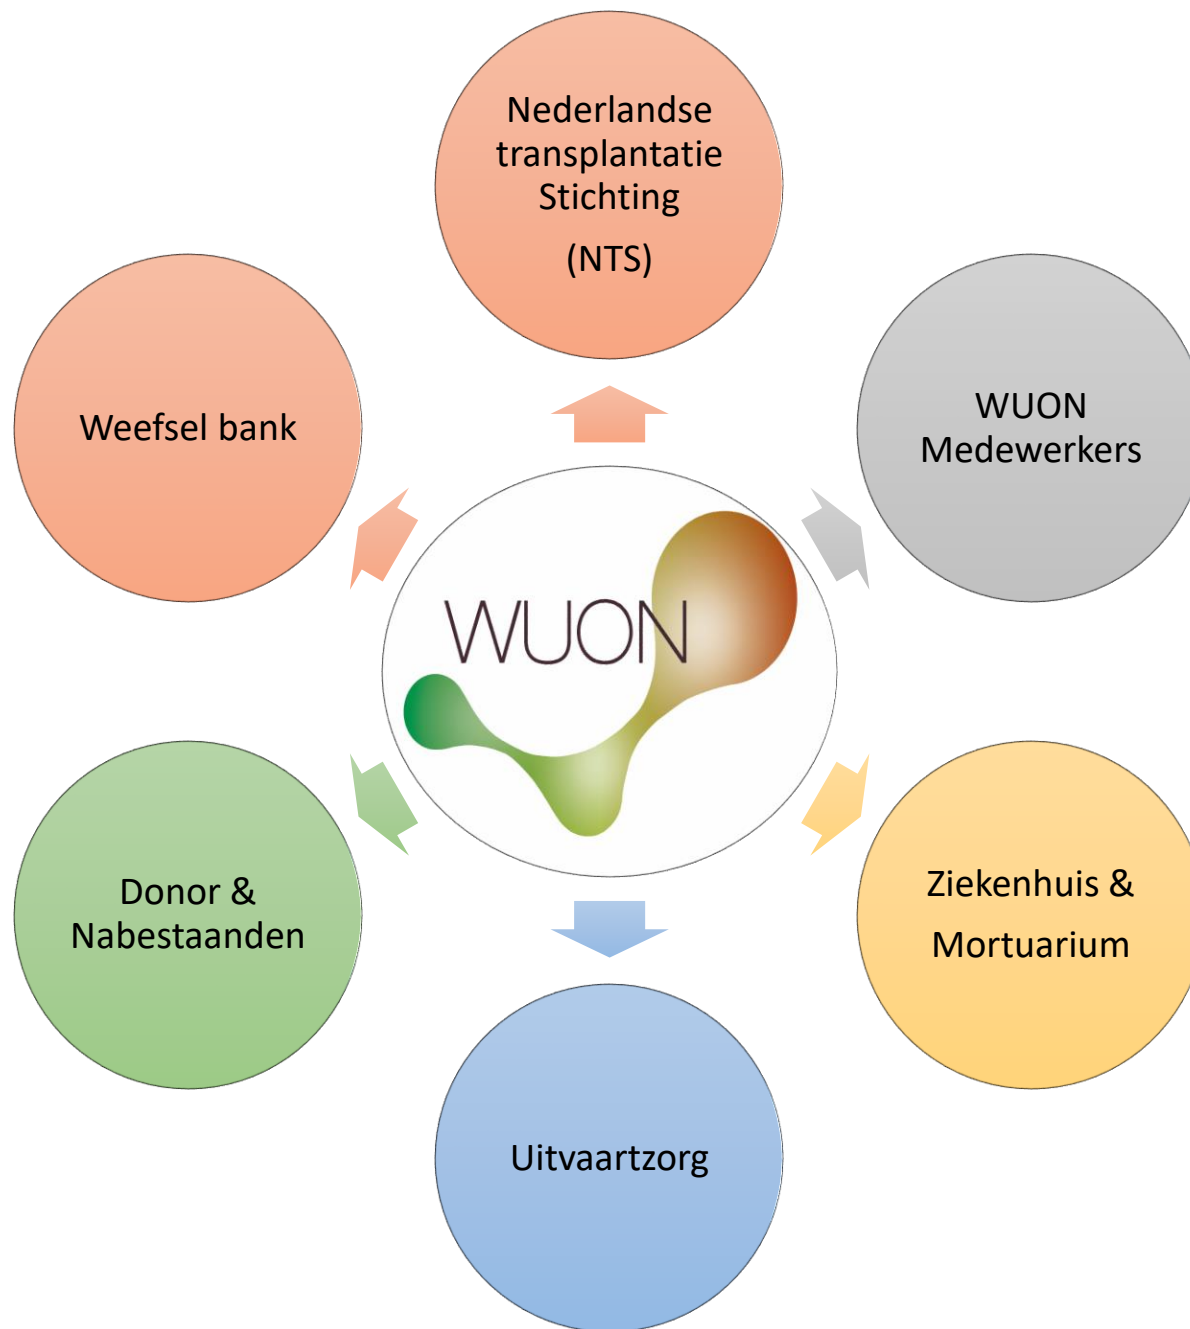 Nederlandse
transplantatie
Stichting
(NTS)
Weefsel bank
WUON
Medewerkers
WUON
Donor &
Nabestaanden
Ziekenhuis &
Mortuarium
Uitvaartzorg